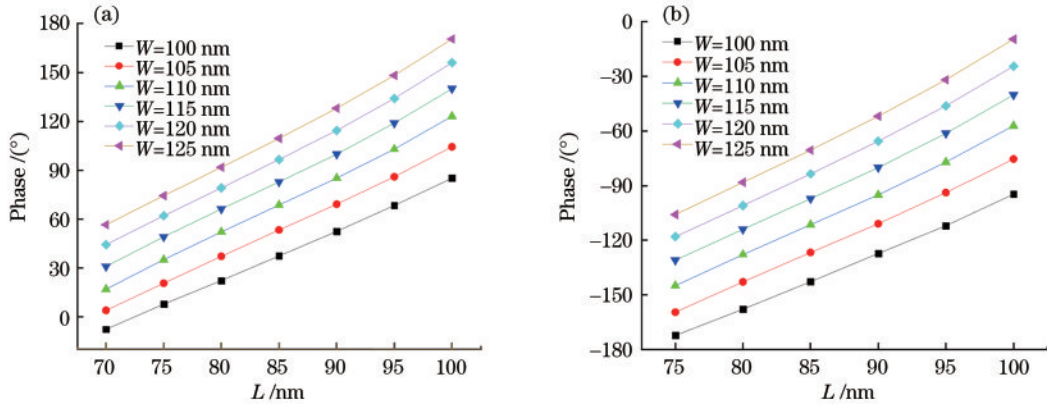 (a)
180
150
120
90
60
30
0
Phase /(°)
W=100 nm
W=105 nm
W=110 nm
W=115 nm
W=120 nm
W=125 nm
70 75 80 85 90 95 100
L /nm
(b)
0
−30
−60
−90
−120
−150
−180
Phase /(°)
W=100 nm
W=105 nm
W=110 nm
W=115 nm
W=120 nm
W=125 nm
75 80 85 90 95 100
L /nm